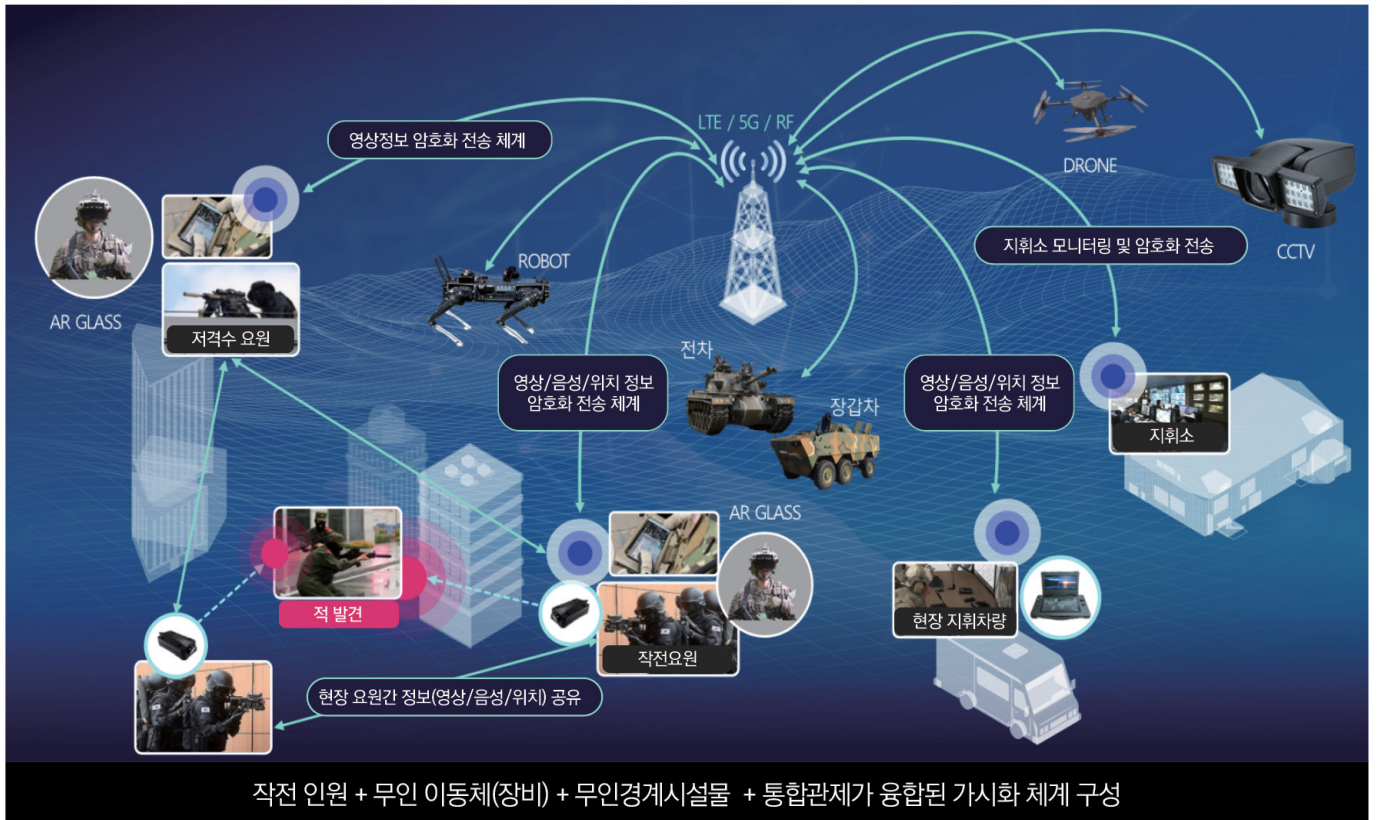 LTE / 5G / RF
영상정보 암호화 전송 체계
DRONE
지휘소 모니터링 및 암호화 전송
CCTV
ROBOT
AR GLASS
저격수 요원
전차
영상/음성/위치 정보
암호화 전송 체계
장갑차
영상/음성/위치 정보
암호화 전송 체계
지휘소
AR GLASS
적 발견
작전요원
현장 지휘차량
현장 요원간 정보(영상/음성/위치) 공유
작전 인원 + 무인 이동체(장비) + 무인경계시설물 + 통합관제가 융합된 가시화 체계 구성